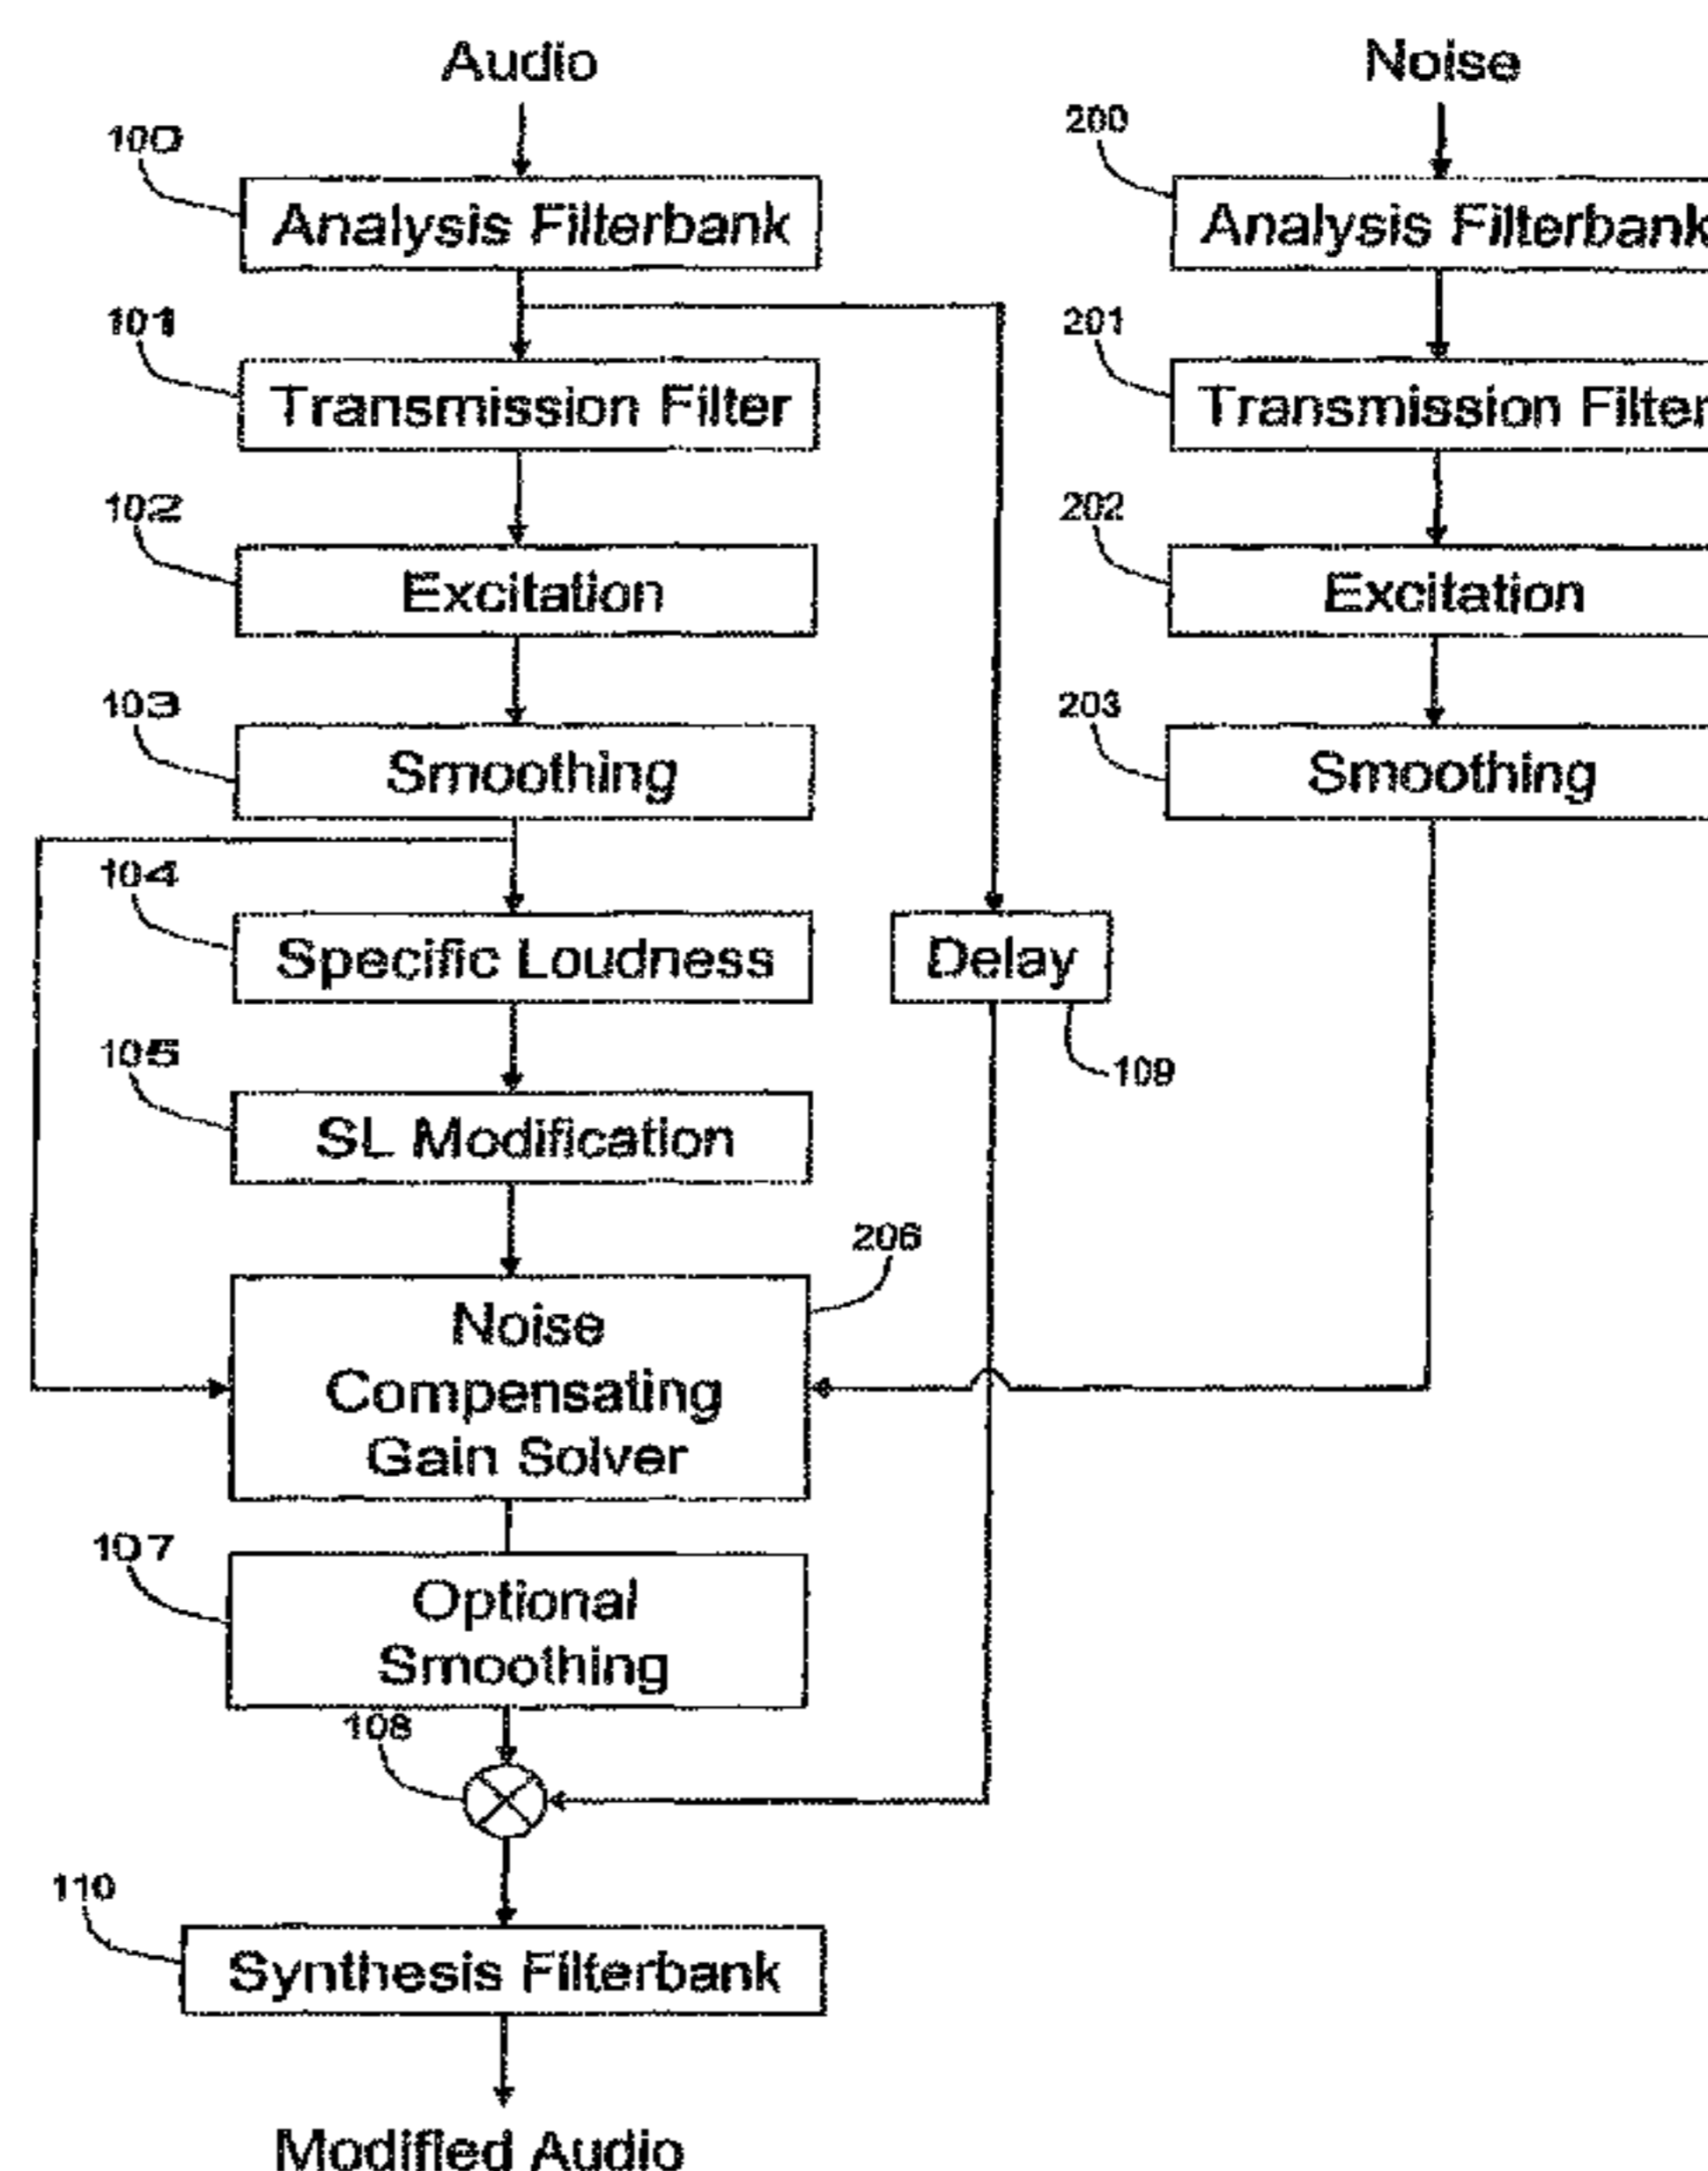 Audio
100
Analysis Filterbank
101
Transmission Filter
102
Excitation
103
Smoothing
104
Specific Loudness
105
SL Modification
206
Noise
Compensating
Gain Solver
107
Optional
Smoothing
108
110
Synthesis Filterbank
Modified Audio
Delay
109
Noise
200
Analysis Filterbank
201
Transmission Filter
202
Excitation
203
Smoothing